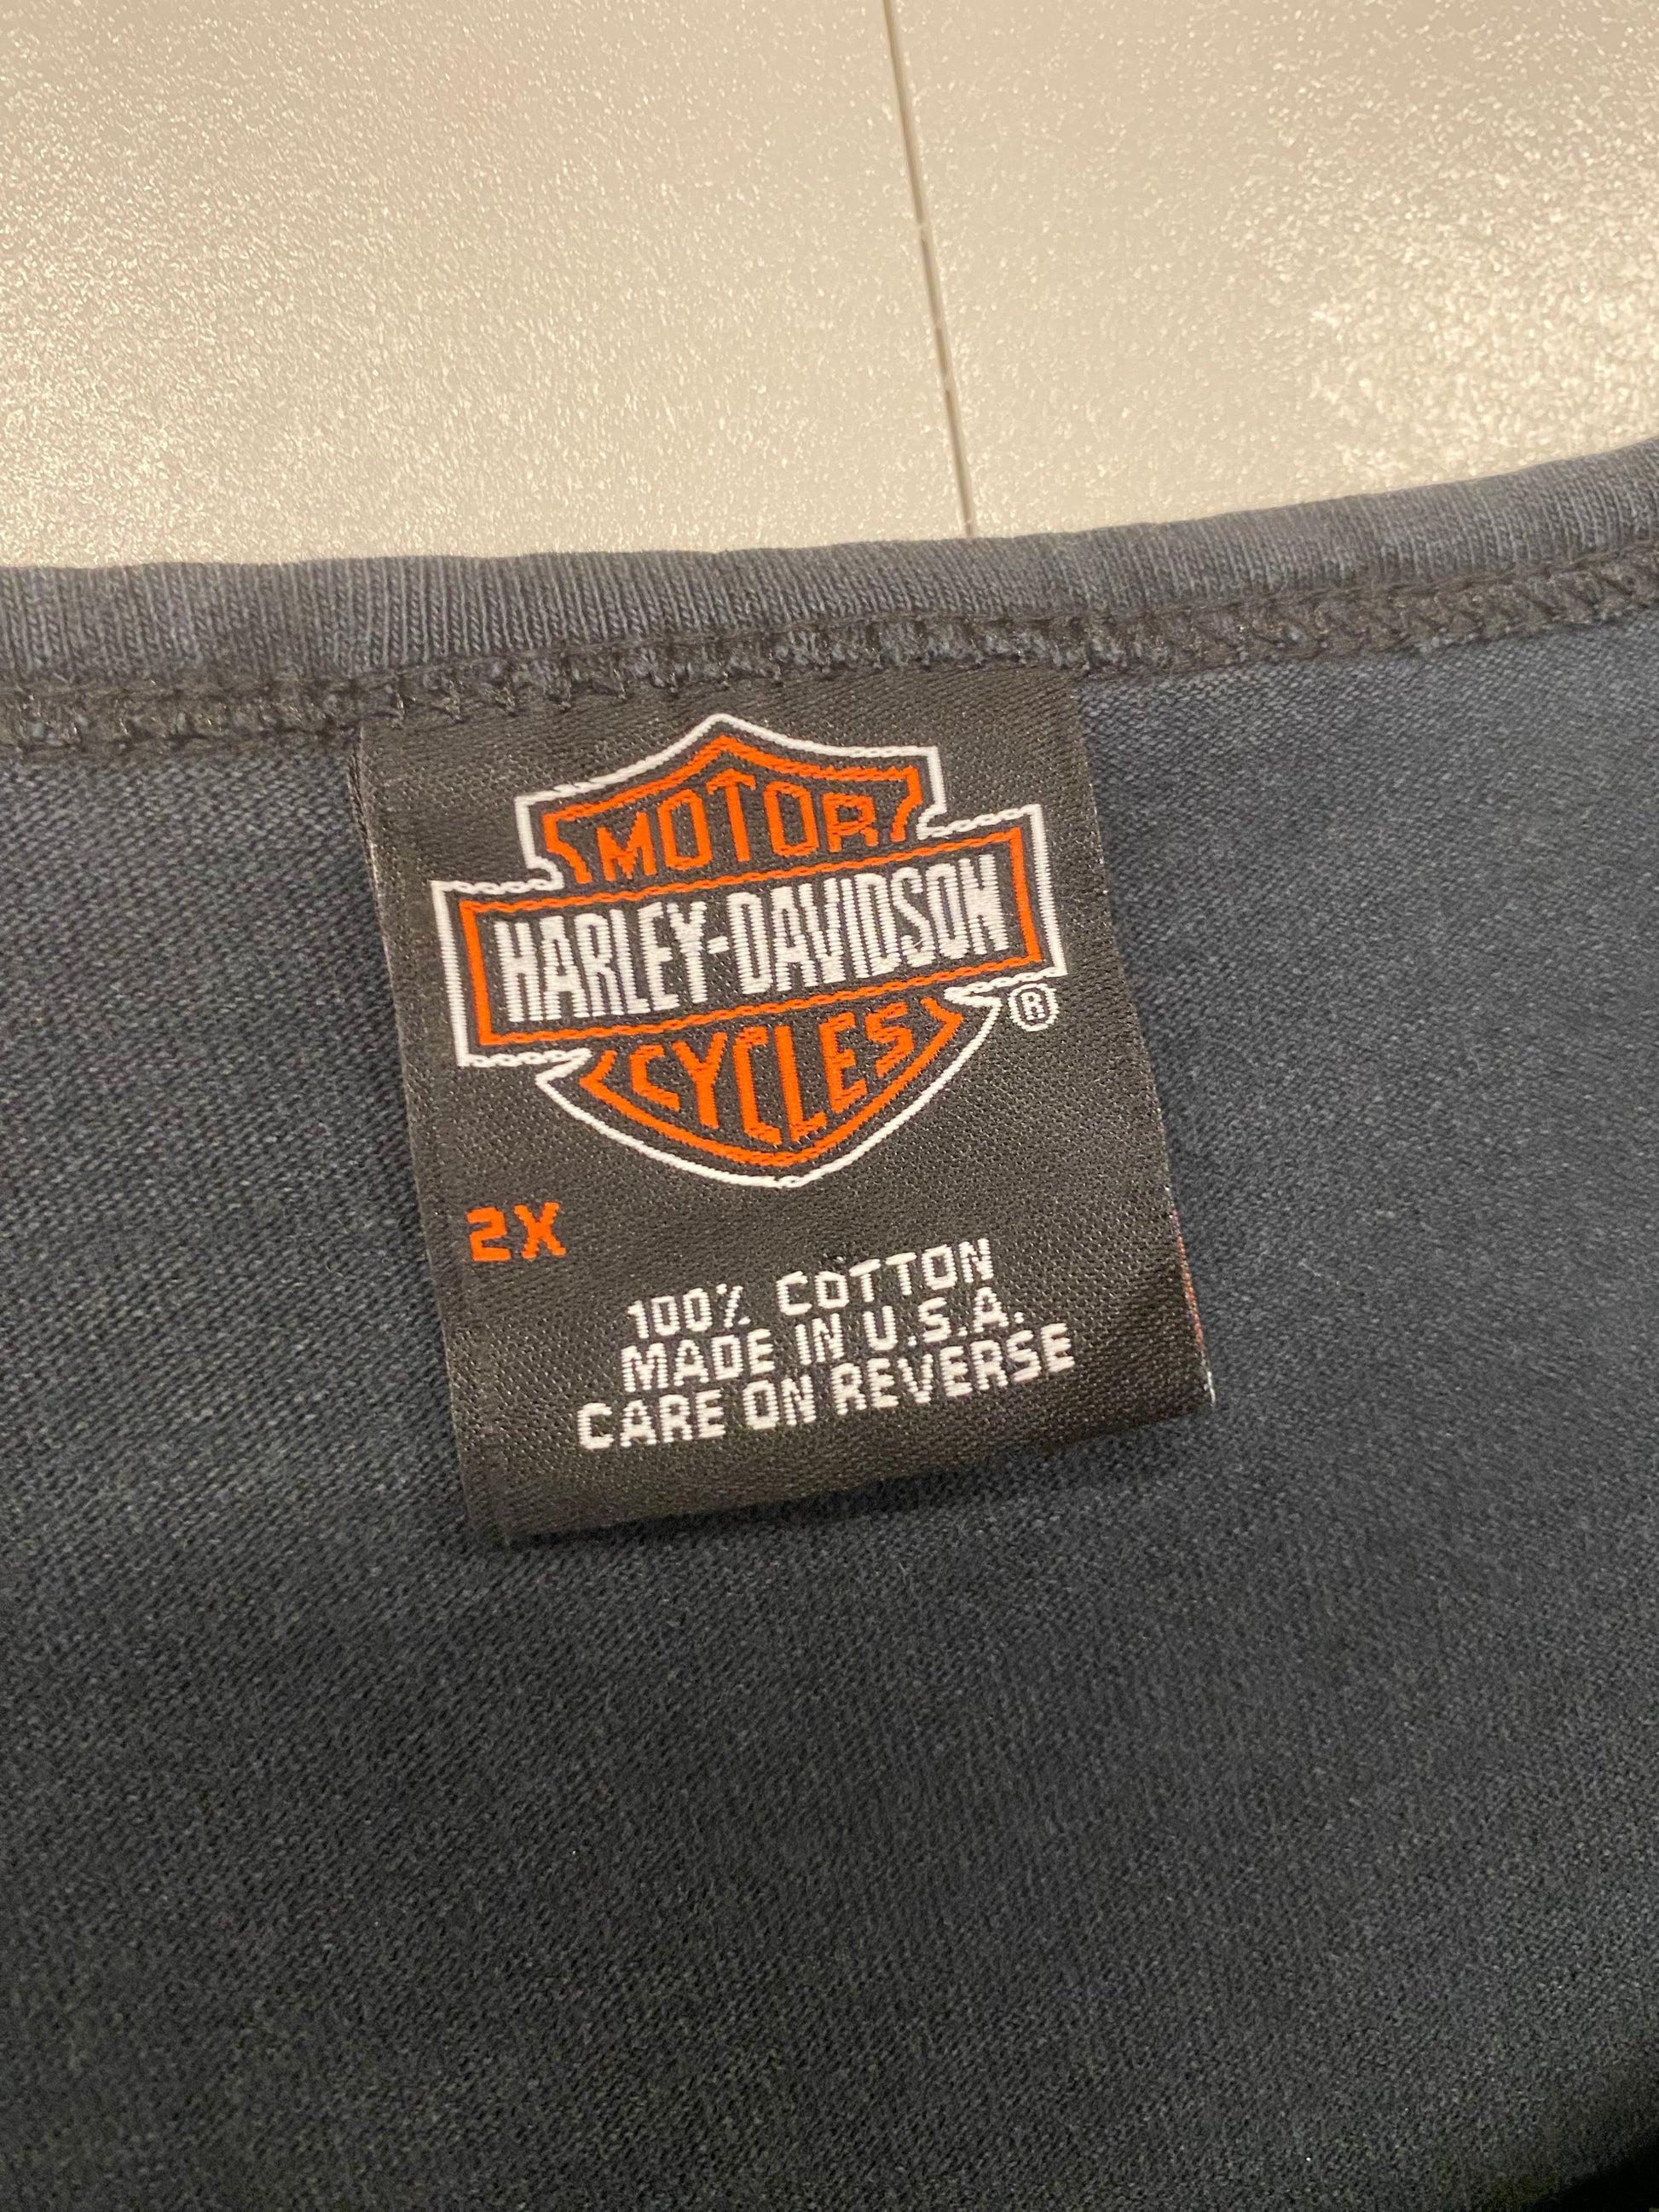 MOTOR
HARLEY-DAVIDSON
CYCLES ®
2X
100% COTTON
MADE IN U.S.A.
CARE ON REVERSE